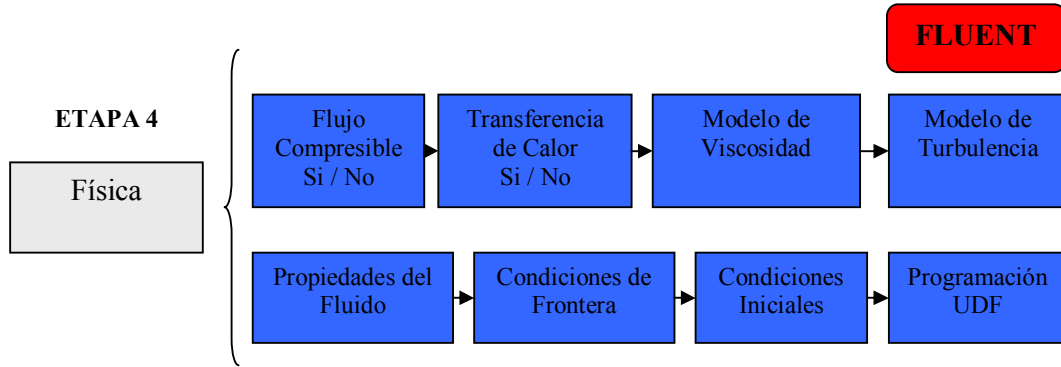 FLUENT
ETAPA 4
Física
Flujo
Compresible
Si / No
Transferencia
de Calor
Si / No
Modelo de
Viscosidad
Modelo de
Turbulencia
Propiedades del
Fluido
Condiciones de
Frontera
Condiciones
Iniciales
Programación
UDF